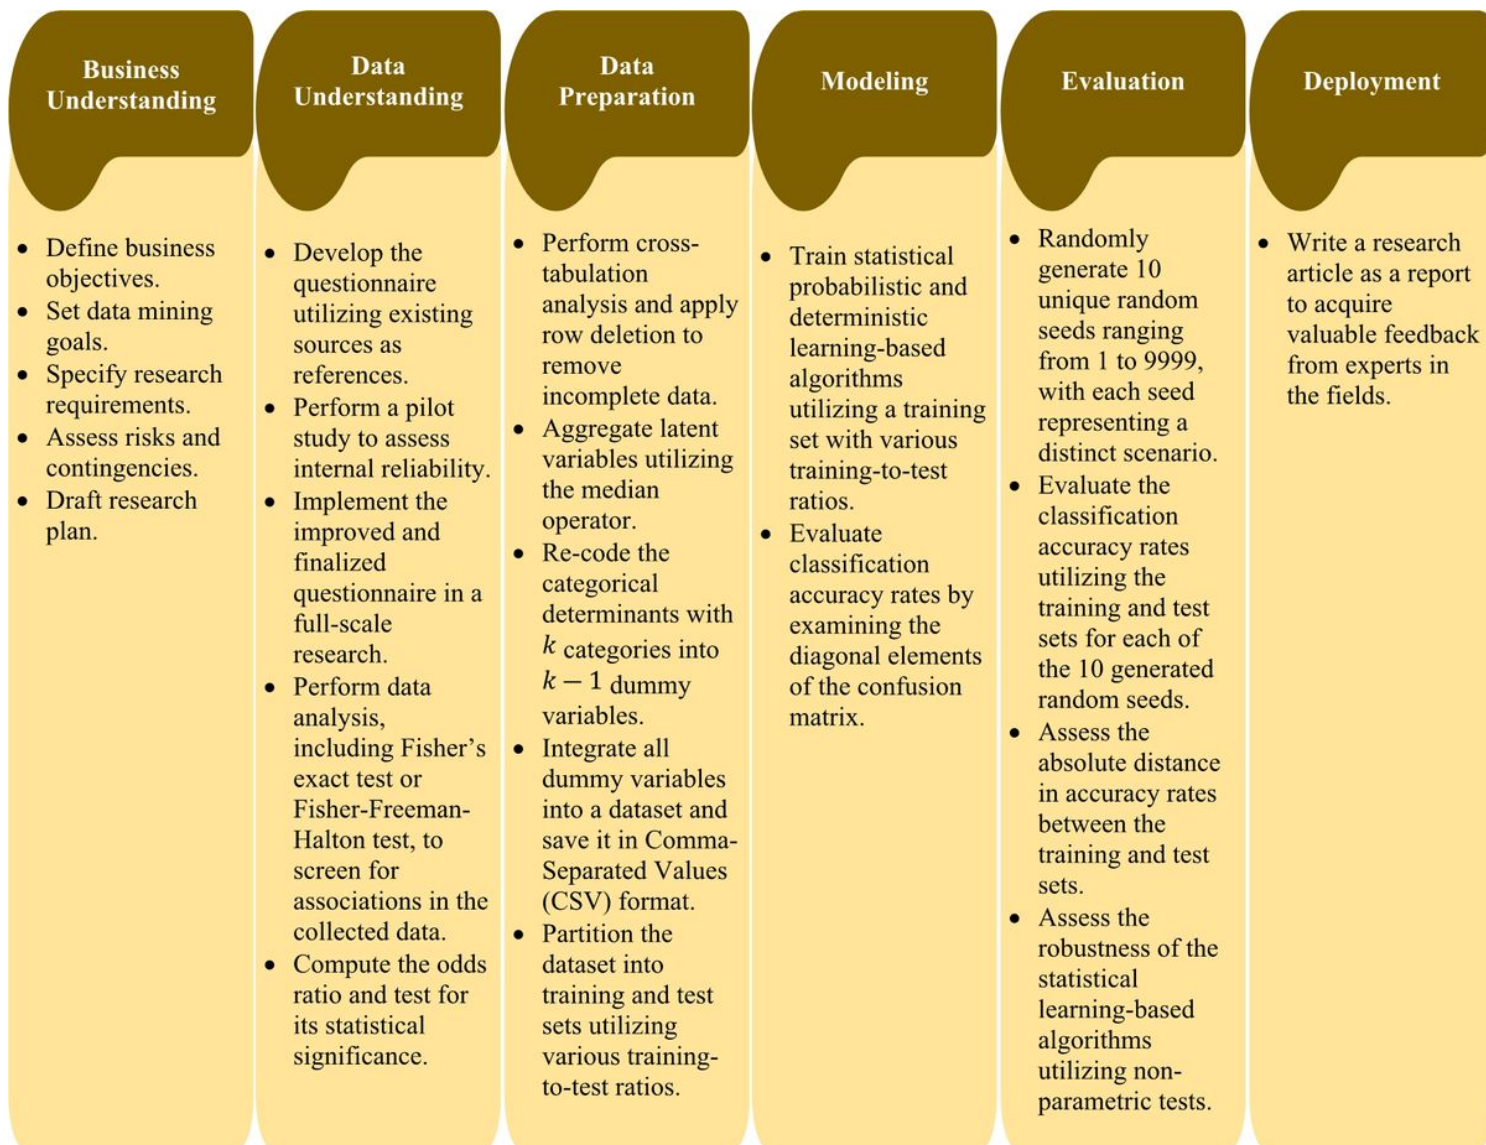 Business
Understanding
• Define business
objectives.
• Set data mining
goals.
• Specify research
requirements.
• Assess risks and
contingencies.
• Draft research
plan.
Data
Understanding
• Develop the
questionnaire
utilizing existing
sources as
references.
• Perform a pilot
study to assess
internal reliability.
• Implement the
improved and
finalized
questionnaire in a
full-scale
research.
• Perform data
analysis,
including Fisher’s
exact test or
Fisher-Freeman-
Halton test, to
screen for
associations in the
collected data.
• Compute the odds
ratio and test for
its statistical
significance.
Data
Preparation
• Perform cross-
tabulation
analysis and apply
row deletion to
remove
incomplete data.
• Aggregate latent
variables utilizing
the median
operator.
• Re-code the
categorical
determinants with
k categories into
k − 1 dummy
variables.
• Integrate all
dummy variables
into a dataset and
save it in Comma-
Separated Values
(CSV) format.
• Partition the
dataset into
training and test
sets utilizing
various training-
to-test ratios.
Modeling
• Train statistical
probabilistic and
deterministic
learning-based
algorithms
utilizing a training
set with various
training-to-test
ratios.
• Evaluate
classification
accuracy rates by
examining the
diagonal elements
of the confusion
matrix.
Evaluation
• Randomly
generate 10
unique random
seeds ranging
from 1 to 9999,
with each seed
representing a
distinct scenario.
• Evaluate the
classification
accuracy rates
utilizing the
training and test
sets for each of
the 10 generated
random seeds.
• Assess the
absolute distance
in accuracy rates
between the
training and test
sets.
• Assess the
robustness of the
statistical
learning-based
algorithms
utilizing non-
parametric tests.
Deployment
• Write a research
article as a report
to acquire
valuable feedback
from experts in
the fields.